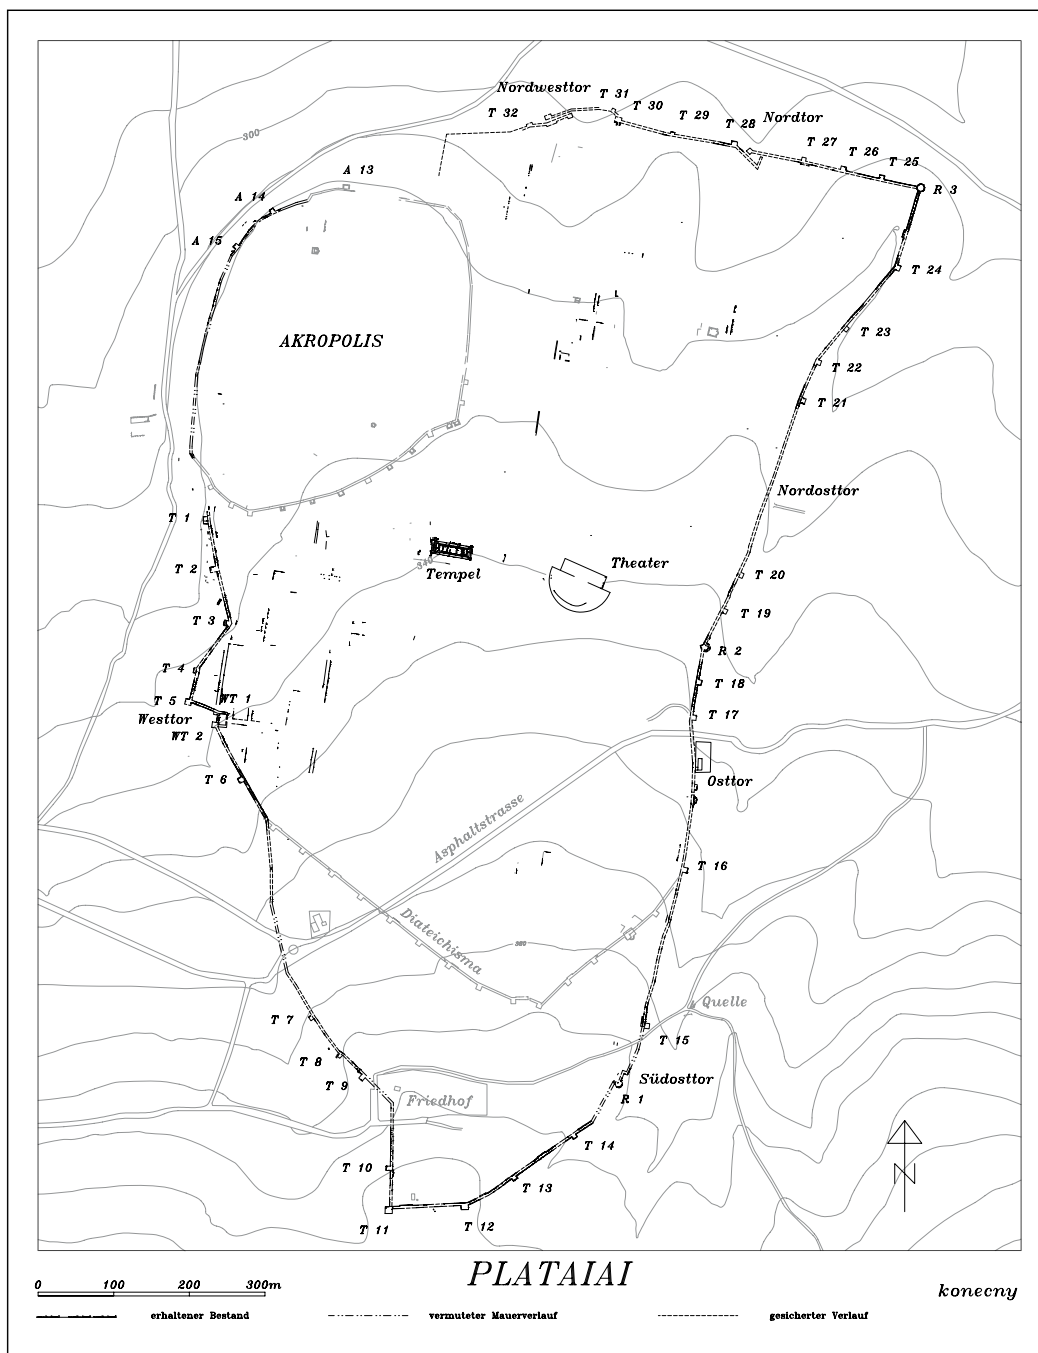 Nordwesttor
T 31
T 30
T 32
T 29
T 28
Nordtor
300
T 27
T 26
T 25
A 13
R 3
A 14
A 15
T 24
T 23
AKROPOLIS
T 22
T 21
Nordosttor
T 1
T 2
340
Tempel
Theater
T 20
T 19
T 3
R 2
T 4
T 18
T 5
WT 1
Westtor
WT 2
T 17
T 6
Osttor
Asphaltstrasse
T 16
Diateichisma
360
Quelle
T 7
T 15
T 8
T 9
Südosttor
R 1
Friedhof
T 14
T 10
T 13
T 11
T 12
N
PLATAIAI
0 100 200 300m
konecny
erhaltener Bestand
vermuteter Mauerverlauf
gesicherter Verlauf